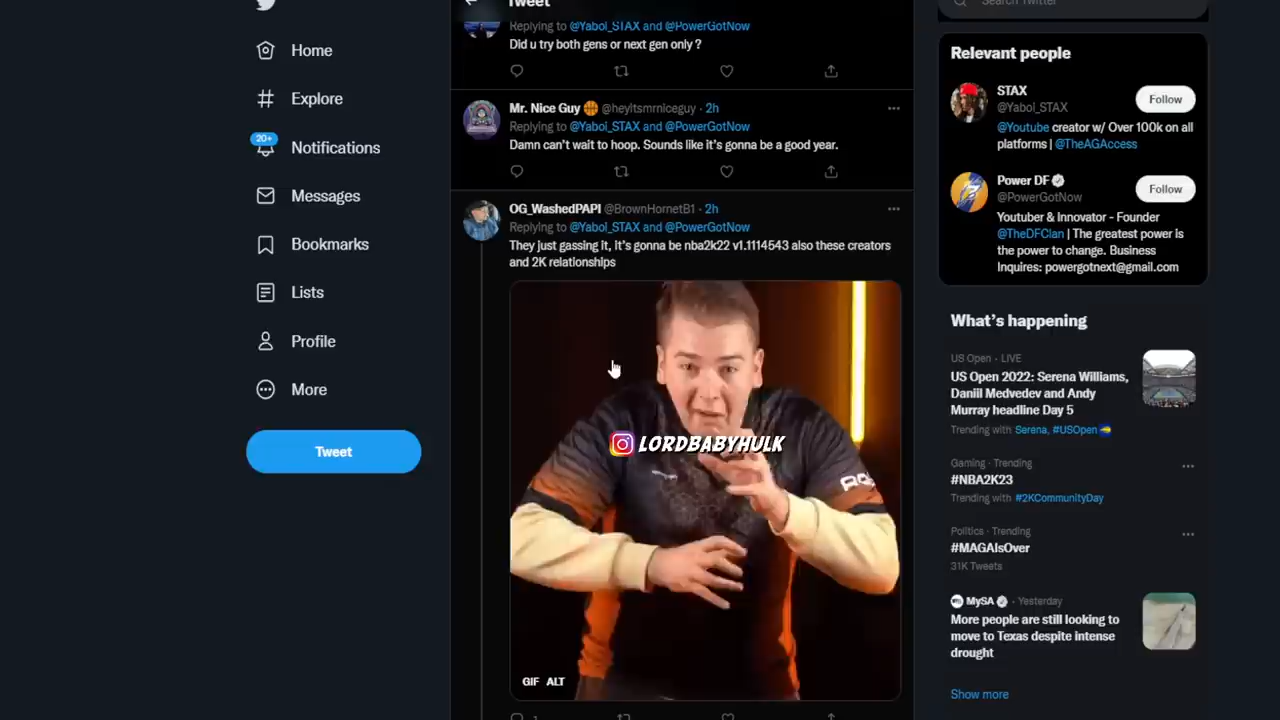 Tweet
Search Twitter
Home
Explore
20+
Notifications
Messages
Bookmarks
Lists
Profile
More
Tweet
Replying to @Yaboi_STAX and @PowerGotNow
Did u try both gens or next gen only ?
Mr. Nice Guy 🏀 @heyItsmrniceguy · 2h
Replying to @Yaboi_STAX and @PowerGotNow
Damn can't wait to hoop. Sounds like it's gonna be a good year.
OG_WashedPAPI @BrownHornetB1 · 2h
Replying to @Yaboi_STAX and @PowerGotNow
They just gassing it, It's gonna be nba2k22 v1.1114543 also these creators
and 2K relationships
LORDBABYHULK
GIF ALT
1
Relevant people
STAX
@Yaboi_STAX
Follow
@Youtube creator w/ Over 100k on all
platforms | @TheAGAccess
Power DF
@PowerGotNow
Follow
Youtuber & Innovator - Founder
@TheDFClan | The greatest power is
the power to change. Business
Inquires: powergotnext@gmail.com
What's happening
US Open · LIVE
US Open 2022: Serena Williams,
Daniil Medvedev and Andy
Murray headline Day 5
Trending with Serena, #USOpen
Gaming · Trending
#NBA2K23
Trending with #2KCommunityDay
Politics · Trending
#MAGAIsOver
31K Tweets
MySA · Yesterday
More people are still looking to
move to Texas despite intense
drought
Show more